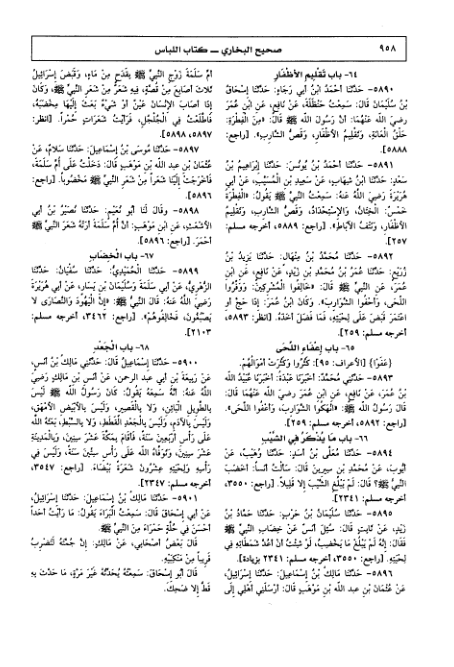 ٩٥٨
صحيح البخاري ــ كتاب اللباس
٦٤- باب تَقْلِيمِ الأَظْفَارِ
٥٨٩٠- حَدَّثَنَا أَحْمَدُ ابْنُ أَبِي رَجَاءٍ: حَدَّثَنَا إِسْحَاقُ
بْنُ سُلَيْمَانَ قَالَ: سَمِعْتُ حَنْظَلَةَ، عَنْ نَافِعٍ، عَنِ ابْنِ عُمَرَ
رَضِيَ اللَّهُ عَنْهُمَا: أَنَّ رَسُولَ اللَّهِ ﷺ قَالَ: «مِنَ الْفِطْرَةِ:
حَلْقُ الْعَانَةِ، وَتَقْلِيمُ الأَظْفَارِ، وَقَصُّ الشَّارِبِ». [راجع:
٥٨٨٨]
٥٨٩١- حَدَّثَنَا أَحْمَدُ بْنُ يُونُسَ: حَدَّثَنَا إِبْرَاهِيمُ بْنُ
سَعْدٍ: حَدَّثَنَا ابْنُ شِهَابٍ، عَنْ سَعِيدِ بْنِ الْمُسَيَّبِ، عَنْ أَبِي
هُرَيْرَةَ رَضِيَ اللَّهُ عَنْهُ: سَمِعْتُ النَّبِيَّ ﷺ يَقُولُ: «الْفِطْرَةُ
خَمْسٌ: الْخِتَانُ، وَالِاسْتِحْدَادُ، وَقَصُّ الشَّارِبِ، وَتَقْلِيمُ
الأَظْفَارِ، وَنَتْفُ الآبَاطِ». [راجع: ٥٨٨٩، أخرجه مسلم:
٢٥٧]
٥٨٩٢- حَدَّثَنَا مُحَمَّدُ بْنُ مِنْهَالٍ: حَدَّثَنَا يَزِيدُ بْنُ
زُرَيْعٍ: حَدَّثَنَا عُمَرُ بْنُ مُحَمَّدِ بْنِ زَيْدٍ، عَنْ نَافِعٍ، عَنِ ابْنِ
عُمَرَ، عَنِ النَّبِيِّ ﷺ قَالَ: «خَالِفُوا الْمُشْرِكِينَ: وَفِّرُوا
اللِّحَى، وَأَحْفُوا الشَّوَارِبَ». وَكَانَ ابْنُ عُمَرَ: إِذَا حَجَّ أَوِ
اعْتَمَرَ قَبَضَ عَلَى لِحْيَتِهِ، فَمَا فَضَلَ أَخَذَهُ. [انظر: ٥٨٩٣،
أخرجه مسلم: ٢٥٩]
٦٥- باب إِعْفَاءِ اللِّحَى
{عَفَوْا} [الأعراف: ٩٥]: كَثُرُوا وَكَثُرَتْ أَمْوَالُهُمْ.
٥٨٩٣- حَدَّثَنِي مُحَمَّدٌ: أَخْبَرَنَا عَبْدَةُ: أَخْبَرَنَا عُبَيْدُ اللَّهِ
بْنُ عُمَرَ، عَنْ نَافِعٍ، عَنِ ابْنِ عُمَرَ رَضِيَ اللَّهُ عَنْهُمَا قَالَ:
قَالَ رَسُولُ اللَّهِ ﷺ: «انْهَكُوا الشَّوَارِبَ، وَأَعْفُوا اللِّحَى».
[راجع: ٥٨٩٢، أخرجه مسلم: ٢٥٩]
٦٦- باب مَا يُذْكَرُ فِي الشَّيْبِ
٥٨٩٤- حَدَّثَنَا مُعَلَّى بْنُ أَسَدٍ: حَدَّثَنَا وُهَيْبٌ، عَنْ
أَيُّوبَ، عَنْ مُحَمَّدِ بْنِ سِيرِينَ قَالَ: سَأَلْتُ أَنَسًا: أَخَضَبَ
النَّبِيُّ ﷺ؟ قَالَ: لَمْ يَبْلُغِ الشَّيْبَ إِلَّا قَلِيلًا. [راجع: ٣٥٥٠،
أخرجه مسلم: ٢٣٤١]
٥٨٩٥- حَدَّثَنَا سُلَيْمَانُ بْنُ حَرْبٍ: حَدَّثَنَا حَمَّادُ بْنُ
زَيْدٍ، عَنْ ثَابِتٍ قَالَ: سُئِلَ أَنَسٌ عَنْ خِضَابِ النَّبِيِّ ﷺ
فَقَالَ: إِنَّهُ لَمْ يَبْلُغْ مَا يَخْضِبُ، لَوْ شِئْتُ أَنْ أَعُدَّ شَمَطَاتِهِ فِي
لِحْيَتِهِ. [راجع: ٣٥٥٠، أخرجه مسلم: ٢٣٤١ بزيادة]
٥٨٩٦- حَدَّثَنَا مَالِكُ بْنُ إِسْمَاعِيلَ: حَدَّثَنَا إِسْرَائِيلُ،
عَنْ عُثْمَانَ بْنِ عَبْدِ اللَّهِ بْنِ مَوْهَبٍ قَالَ: أَرْسَلَنِي أَهْلِي إِلَى
أُمِّ سَلَمَةَ زَوْجِ النَّبِيِّ ﷺ بِقَدَحٍ مِنْ مَاءٍ، وَقَبَضَ إِسْرَائِيلُ
ثَلَاثَ أَصَابِعَ مِنْ قُصَّةٍ، فِيهِ شَعَرٌ مِنْ شَعَرِ النَّبِيِّ ﷺ، وَكَانَ
إِذَا أَصَابَ الإِنْسَانَ عَيْنٌ أَوْ شَيْءٌ بَعَثَ إِلَيْهَا مِخْضَبَهُ،
فَاطَّلَعْتُ فِي الْجُلْجُلِ، فَرَأَيْتُ شَعَرَاتٍ حُمْرًا. [انظر:
٥٨٩٧، ٥٨٩٨]
٥٨٩٧- حَدَّثَنَا مُوسَى بْنُ إِسْمَاعِيلَ: حَدَّثَنَا سَلَّامٌ، عَنْ
عُثْمَانَ بْنِ عَبْدِ اللَّهِ بْنِ مَوْهَبٍ قَالَ: دَخَلْتُ عَلَى أُمِّ سَلَمَةَ،
فَأَخْرَجَتْ إِلَيْنَا شَعَرًا مِنْ شَعَرِ النَّبِيِّ ﷺ مَخْضُوبًا. [راجع:
٥٨٩٦]
٥٨٩٨- وقَالَ لَنَا أَبُو نُعَيْمٍ: حَدَّثَنَا نُصَيْرُ بْنُ أَبِي
الأَشْعَثِ، عَنِ ابْنِ مَوْهَبٍ: أَنَّ أُمَّ سَلَمَةَ أَرَتْهُ شَعَرَ النَّبِيِّ ﷺ
أَحْمَرَ. [راجع: ٥٨٩٦]
٦٧- باب الْخِضَابِ
٥٨٩٩- حَدَّثَنَا الْحُمَيْدِيُّ: حَدَّثَنَا سُفْيَانُ: حَدَّثَنَا
الزُّهْرِيُّ، عَنْ أَبِي سَلَمَةَ وَسُلَيْمَانَ بْنِ يَسَارٍ، عَنْ أَبِي هُرَيْرَةَ
رَضِيَ اللَّهُ عَنْهُ: قَالَ النَّبِيُّ ﷺ: «إِنَّ الْيَهُودَ وَالنَّصَارَى لَا
يَصْبُغُونَ، فَخَالِفُوهُمْ». [راجع: ٣٤٦٢، أخرجه مسلم:
٢١٠٣]
٦٨- باب الْجَعْدِ
٥٩٠٠- حَدَّثَنَا إِسْمَاعِيلُ قَالَ: حَدَّثَنِي مَالِكُ بْنُ أَنَسٍ،
عَنْ رَبِيعَةَ بْنِ أَبِي عبد الرحمن، عَنْ أَنَسِ بْنِ مَالِكٍ رَضِيَ
اللَّهُ عَنْهُ: أَنَّهُ سَمِعَهُ يَقُولُ: كَانَ رَسُولُ اللَّهِ ﷺ لَيْسَ
بِالطَّوِيلِ الْبَائِنِ، وَلَا بِالْقَصِيرِ، وَلَيْسَ بِالأَبْيَضِ الأَمْهَقِ،
وَلَيْسَ بِالآدَمِ، وَلَيْسَ بِالْجَعْدِ الْقَطَطِ، وَلَا بِالسَّبْطِ، بَعَثَهُ اللَّهُ
عَلَى رَأْسِ أَرْبَعِينَ سَنَةً، فَأَقَامَ بِمَكَّةَ عَشْرَ سِنِينَ، وَبِالْمَدِينَةِ
عَشْرَ سِنِينَ، وَتَوَفَّاهُ اللَّهُ عَلَى رَأْسِ سِتِّينَ سَنَةً، وَلَيْسَ فِي
رَأْسِهِ وَلِحْيَتِهِ عِشْرُونَ شَعْرَةً بَيْضَاءَ. [راجع: ٣٥٤٧،
أخرجه مسلم: ٢٣٤٧]
٥٩٠١- حَدَّثَنَا مَالِكُ بْنُ إِسْمَاعِيلَ: حَدَّثَنَا إِسْرَائِيلُ،
عَنْ أَبِي إِسْحَاقَ قَالَ: سَمِعْتُ الْبَرَاءَ يَقُولُ: مَا رَأَيْتُ أَحَدًا
أَحْسَنَ فِي حُلَّةٍ حَمْرَاءَ مِنَ النَّبِيِّ ﷺ.
قَالَ بَعْضُ أَصْحَابِي، عَنْ مَالِكٍ: إِنَّ جُمَّتَهُ لَتَضْرِبُ
قَرِيبًا مِنْ مَنْكِبَيْهِ.
قَالَ أَبُو إِسْحَاقَ: سَمِعْتُهُ يُحَدِّثُهُ غَيْرَ مَرَّةٍ، مَا حَدَّثَ بِهِ
قَطُّ إِلَّا ضَحِكَ.